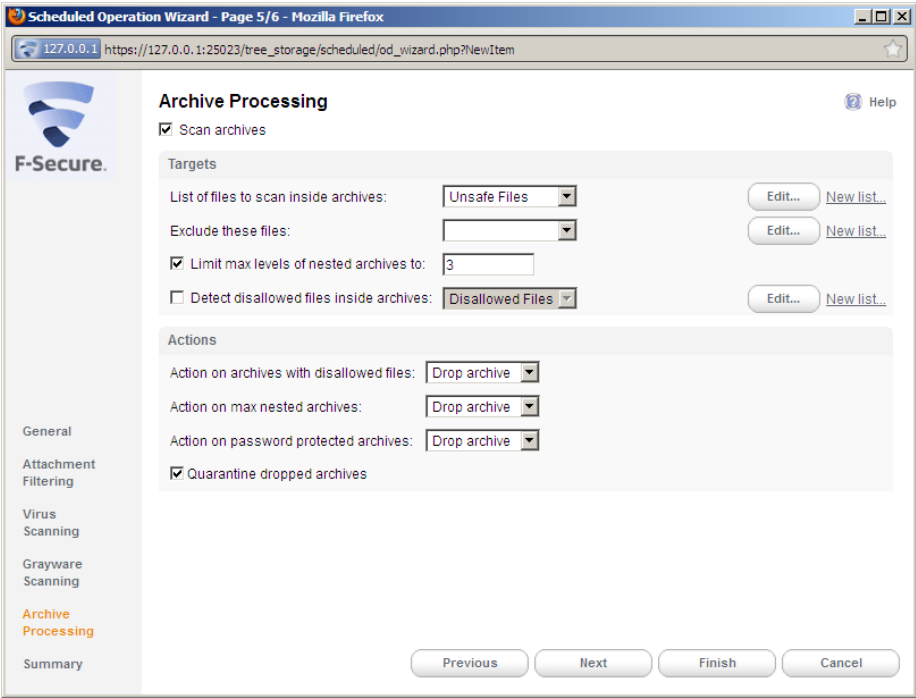 Scheduled Operation Wizard - Page 5/6 - Mozilla Firefox
127.0.0.1 https://127.0.0.1:25023/tree_storage/scheduled/od_wizard.php?NewItem
F-Secure.
Archive Processing
Help
Scan archives
Targets
List of files to scan inside archives: Unsafe Files Edit... New list...
Exclude these files: Edit... New list...
Limit max levels of nested archives to: 3
Detect disallowed files inside archives: Disallowed Files Edit... New list...
Actions
Action on archives with disallowed files: Drop archive
Action on max nested archives: Drop archive
Action on password protected archives: Drop archive
Quarantine dropped archives
General
Attachment
Filtering
Virus
Scanning
Grayware
Scanning
Archive
Processing
Summary
Previous Next Finish Cancel